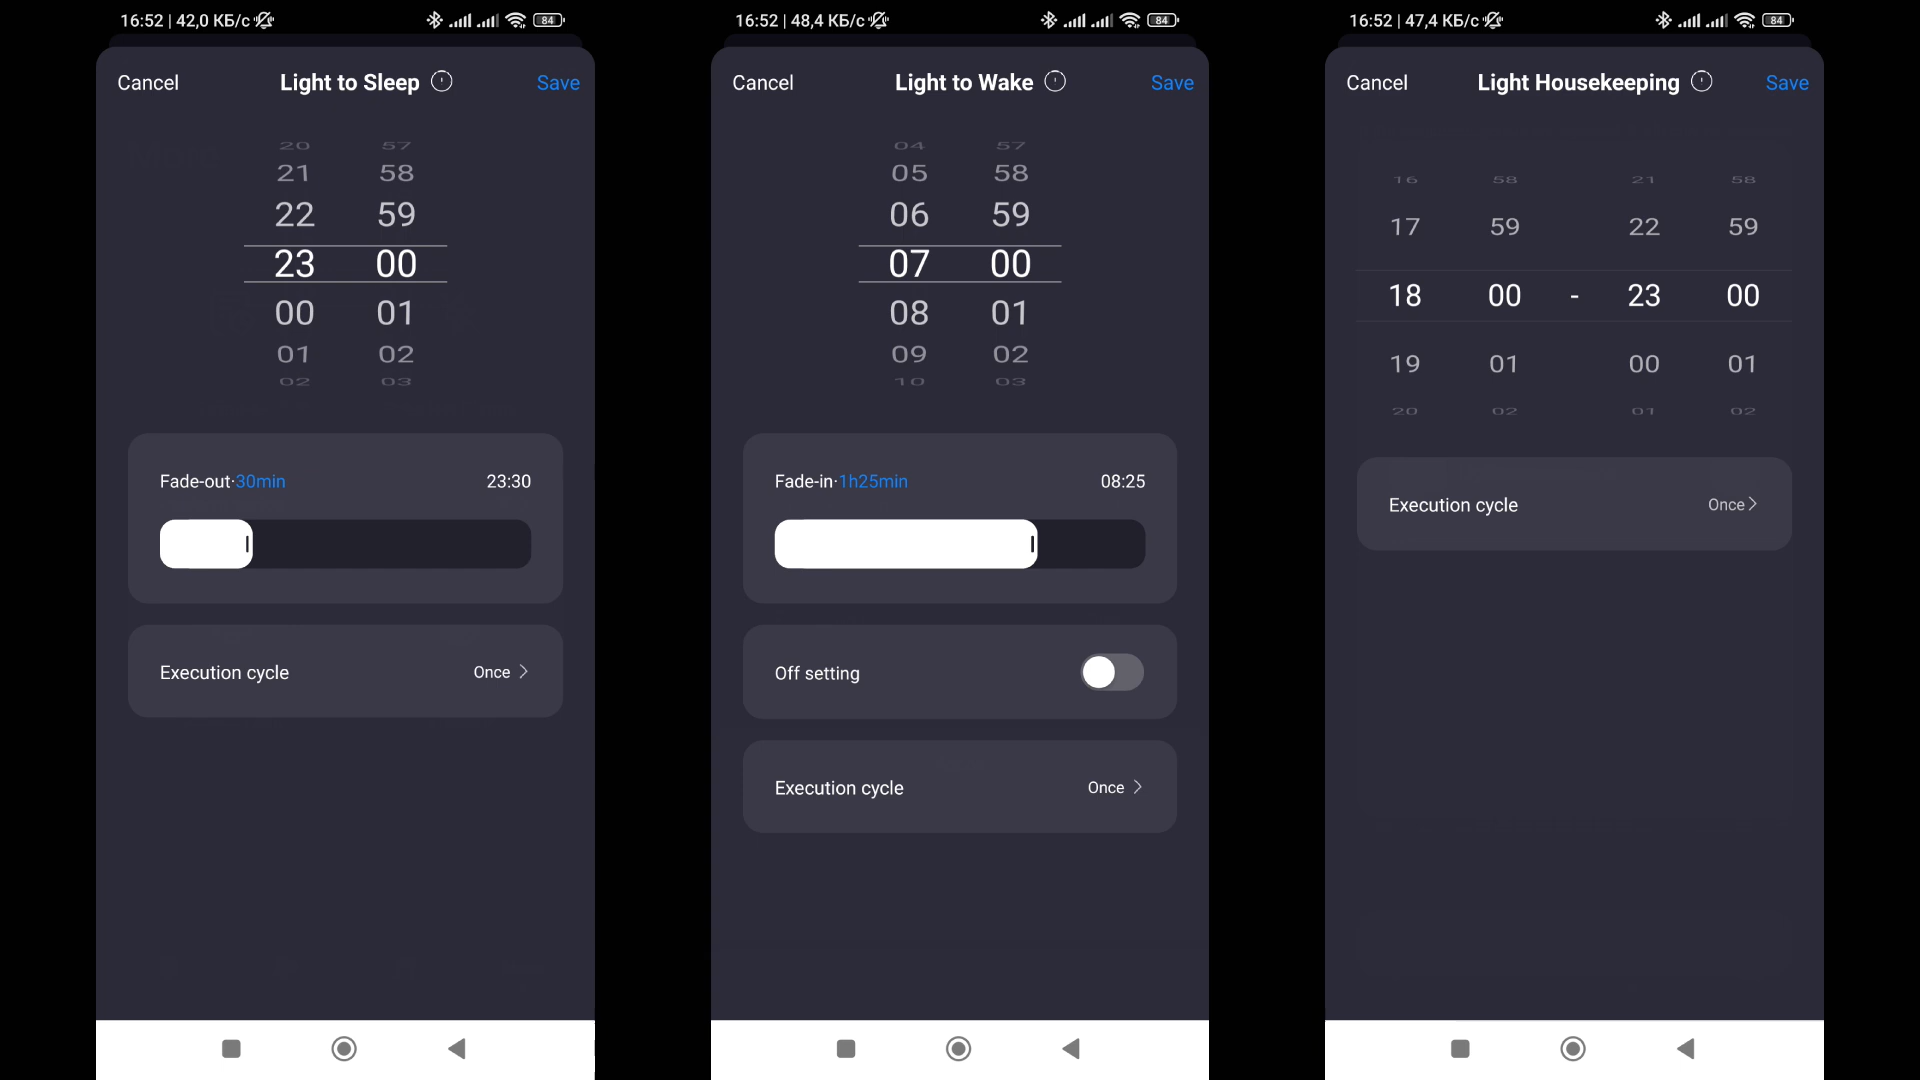 16:52 | 42,0 КБ/с
84
Cancel
Light to Sleep
Save
20 57
21 58
22 59
23 00
00 01
01 02
02 03
Fade-out·30min
23:30
Execution cycle
Once
16:52 | 48,4 КБ/с
84
Cancel
Light to Wake
Save
04 57
05 58
06 59
07 00
08 01
09 02
10 03
Fade-in·1h25min
08:25
Off setting
Execution cycle
Once
16:52 | 47,4 КБ/с
84
Cancel
Light Housekeeping
Save
16 58 21 58
17 59 22 59
18 00 - 23 00
19 01 00 01
20 02 01 02
Execution cycle
Once